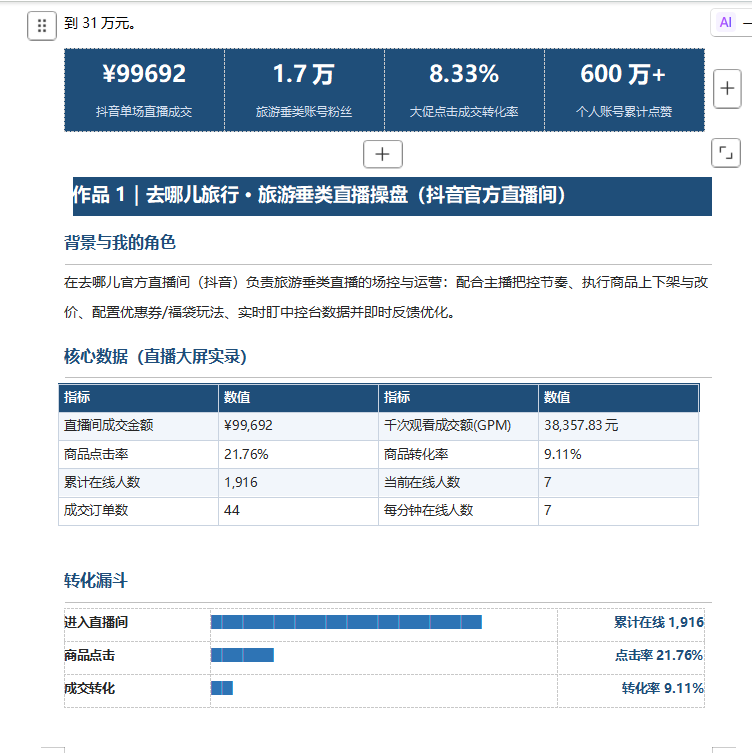 到 31 万元。
AI
¥99692 1.7 万 8.33% 600 万+
抖音单场直播成交 旅游垂类账号粉丝 大促点击成交转化率 个人账号累计点赞
作品 1｜去哪儿旅行 • 旅游垂类直播操盘（抖音官方直播间）
背景与我的角色
在去哪儿官方直播间（抖音）负责旅游垂类直播的场控与运营：配合主播把控节奏、执行商品上下架与改
价、配置优惠券/福袋玩法、实时盯中控台数据并即时反馈优化。
核心数据（直播大屏实录）
指标 数值 指标 数值
直播间成交金额 ¥99,692 千次观看成交额(GPM) 38,357.83 元
商品点击率 21.76% 商品转化率 9.11%
累计在线人数 1,916 当前在线人数 7
成交订单数 44 每分钟在线人数 7
转化漏斗
进入直播间 累计在线 1,916
商品点击 点击率 21.76%
成交转化 转化率 9.11%